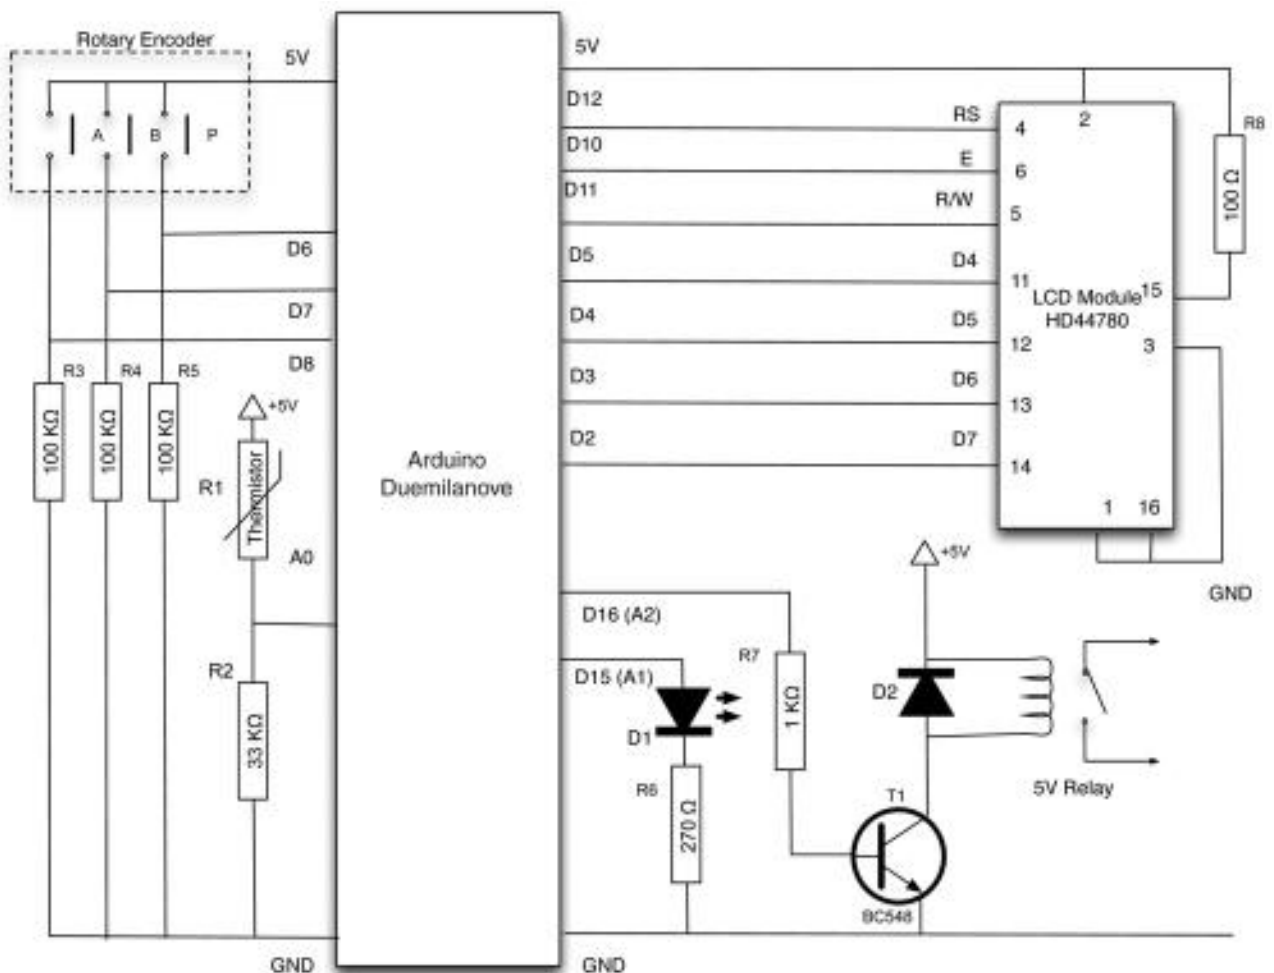 Rotary Encoder
5V
A
B
P
D6
D7
D8
R3
R4
R5
100 KΩ
100 KΩ
100 KΩ
+5V
R1
Thermistor
A0
R2
33 KΩ
GND
Arduino
Duemilanove
5V
D12
D10
D11
D5
D4
D3
D2
RS
E
R/W
D4
D5
D6
D7
4
6
5
11
12
13
14
2
LCD Module
HD44780
15
3
1
16
R8
100 Ω
GND
D16 (A2)
D15 (A1)
D1
R6
270 Ω
R7
1 KΩ
+5V
D2
5V Relay
T1
BC548
GND